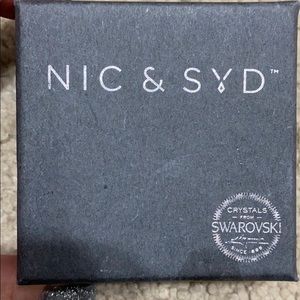 NIC & SYD™
CRYSTALS
FROM
SWAROVSKI